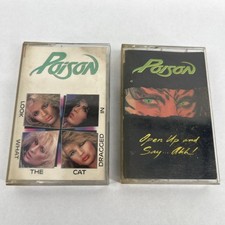 POISON
LOOK
WHAT
THE CAT
DRAGGED
IN
POISON
Open Up and
Say...Ahh!